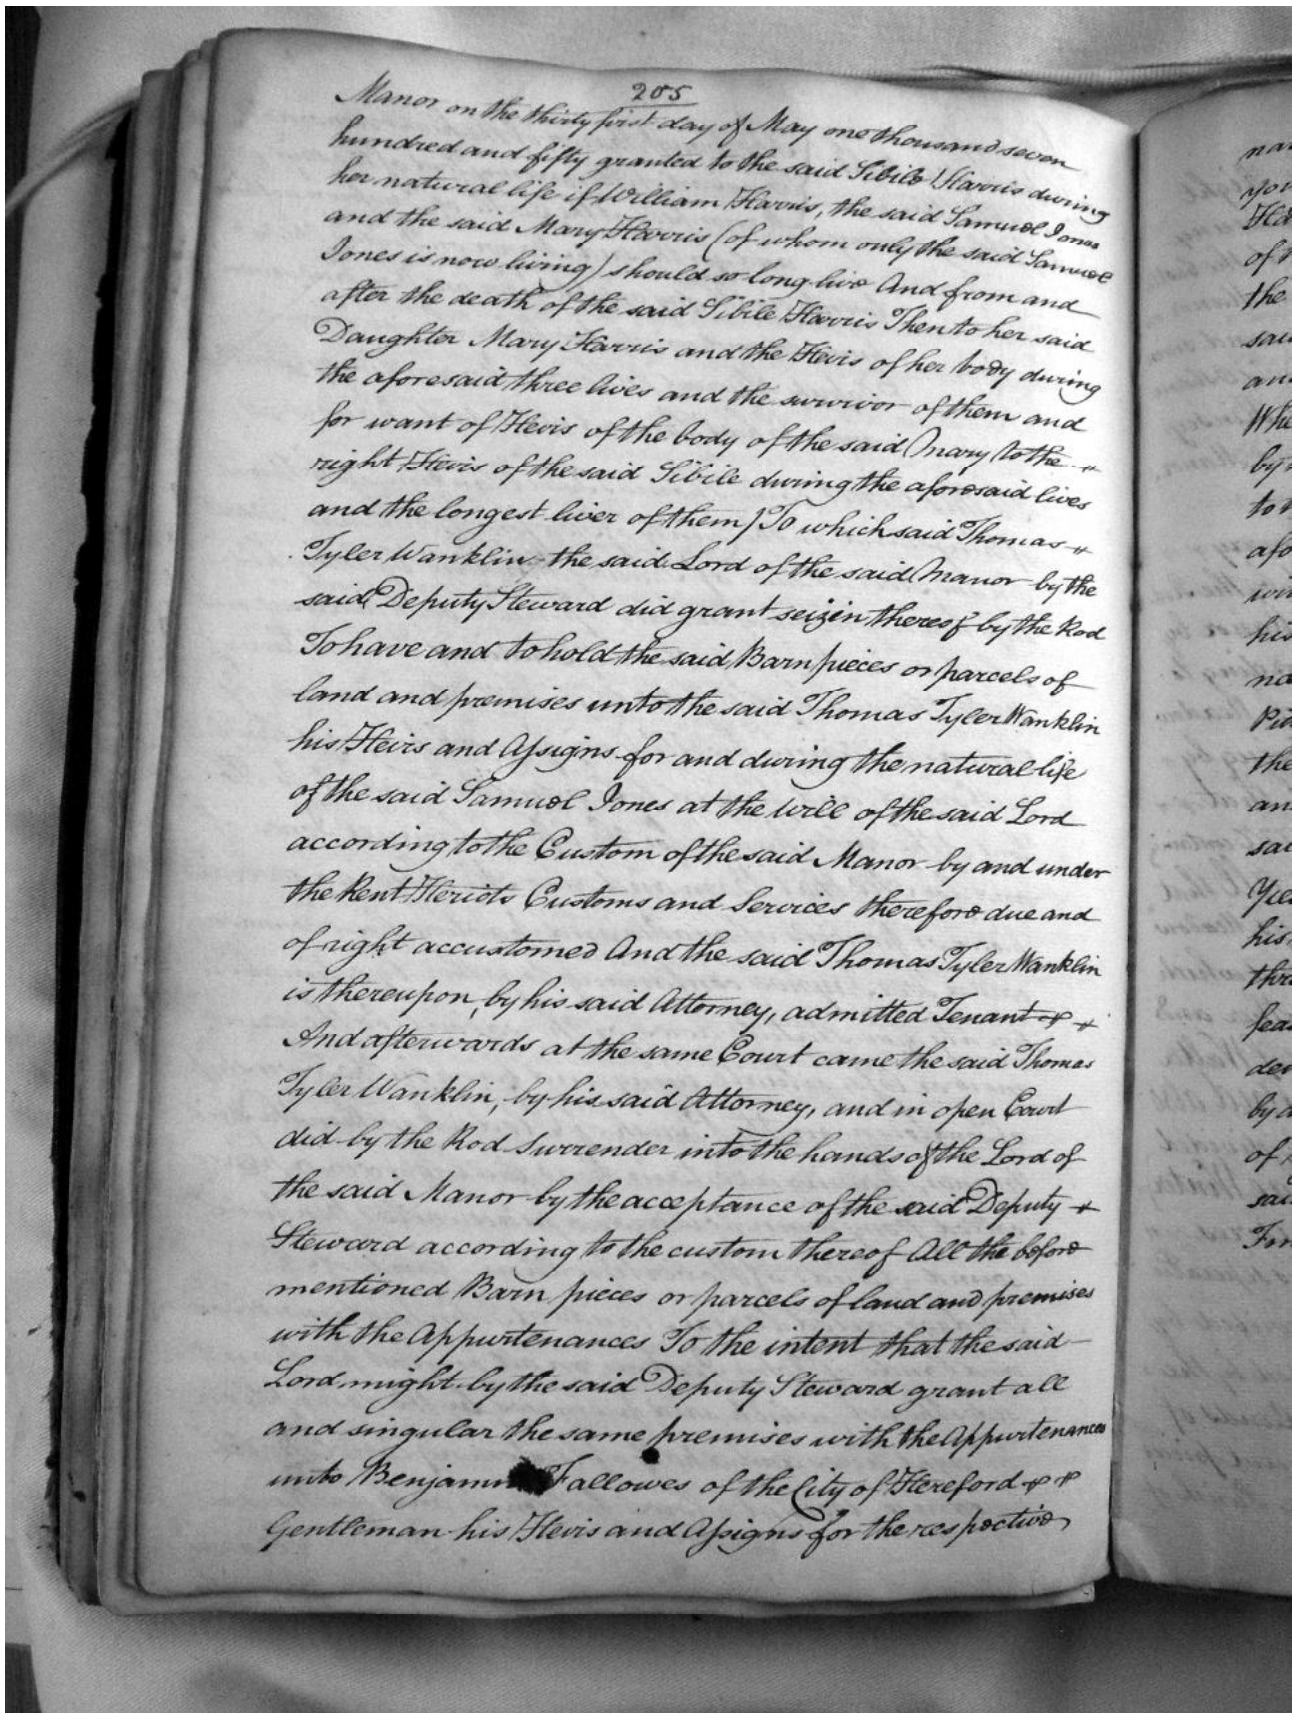 205
Manor on the thirty first day of May one thousand seven
hundred and fifty granted to the said Sibile Harris during
her natural life if William Harris, the said Samuel Jones
and the said Mary Harris (of whom only the said Samuel
Jones is now living) should so long live And from and
after the death of the said Sibile Harris Then to her said
Daughter Mary Harris and the Heirs of her body during
the aforesaid three lives and the survivor of them and
for want of Heirs of the body of the said Mary to the
right Heirs of the said Sibile during the aforesaid lives
and the longest liver of them) To which said Thomas
Tyler Wanklin the said Lord of the said Manor by the
said Deputy Steward did grant seizin thereof by the Rod
To have and to hold the said Barn pieces or parcels of
land and premises unto the said Thomas Tyler Wanklin
his Heirs and Assigns for and during the natural life
of the said Samuel Jones at the will of the said Lord
according to the Custom of the said Manor by and under
the Rent Heriots Customs and Services therefore due and
of right accustomed And the said Thomas Tyler Wanklin
is thereupon, by his said Attorney, admitted Tenant
And afterwards at the same Court came the said Thomas
Tyler Wanklin, by his said Attorney, and in open Court
did by the Rod Surrender into the hands of the Lord of
the said Manor by the acceptance of the said Deputy
Steward according to the custom thereof All the before
mentioned Barn pieces or parcels of land and premises
with the Appurtenances To the intent that the said
Lord might by the said Deputy Steward grant all
and singular the same premises with the Appurtenances
unto Benjamin Fallowes of the City of Hereford
Gentleman his Heirs and Assigns for the respective